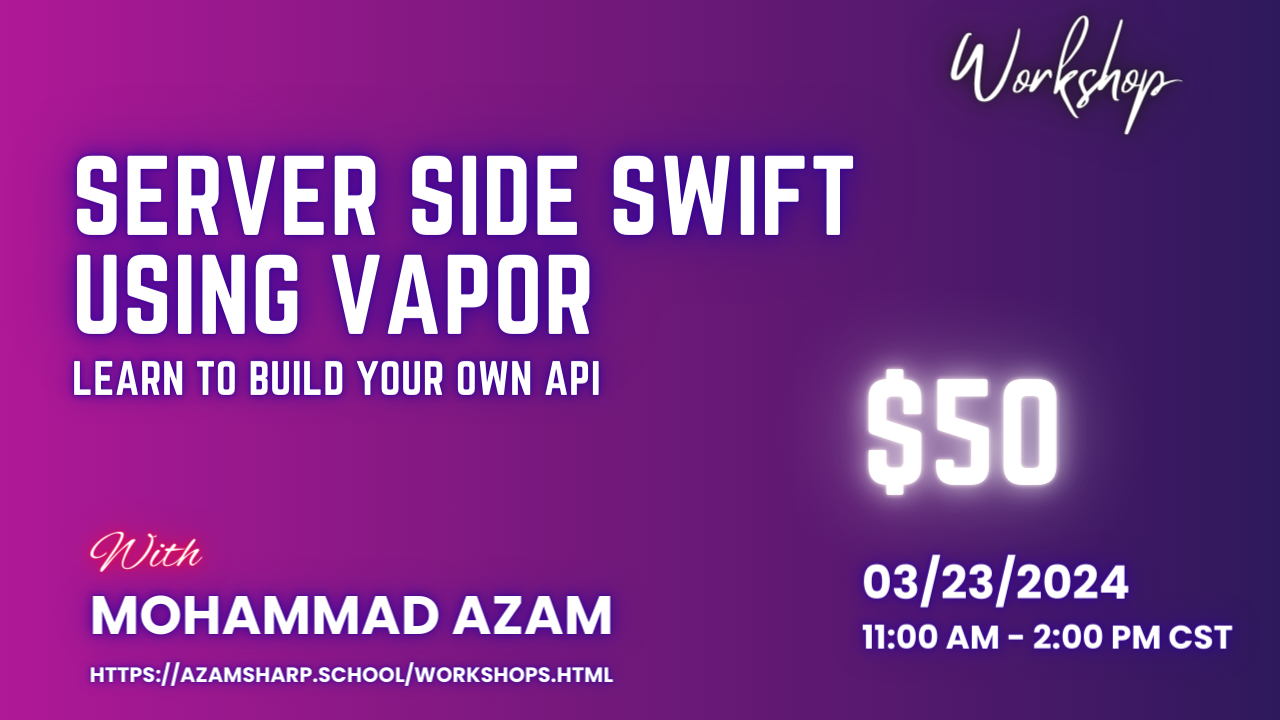 Workshop
SERVER SIDE SWIFT
USING VAPOR
LEARN TO BUILD YOUR OWN API
$50
With
MOHAMMAD AZAM
HTTPS://AZAMSHARP.SCHOOL/WORKSHOPS.HTML
03/23/2024
11:00 AM - 2:00 PM CST